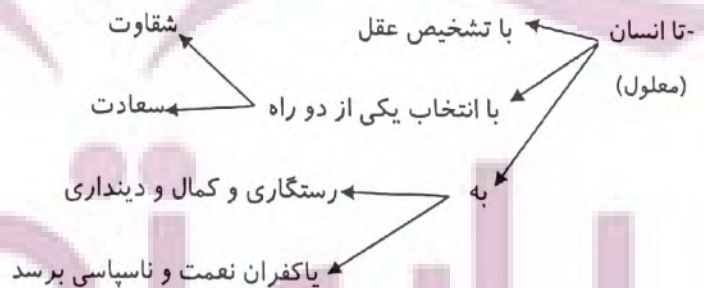 -تا انسان با تشخیص عقل شقاوت
(معلول)
با انتخاب یکی از دو راه سعادت
به رستگاری و کمال و دینداری
یاکفران نعمت و ناسپاسی برسد